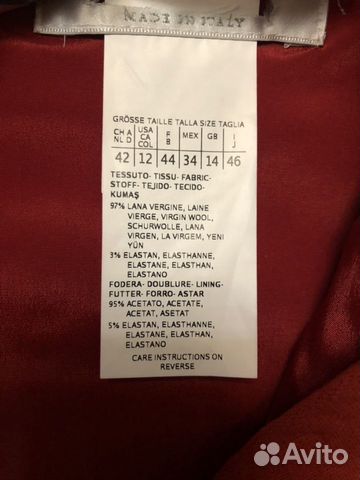 MADE IN ITALY
GRÖSSE TAILLE TALLA SIZE TAGLIA
CH A NL D | USA CA COL | F B | MEX | GB | I J
42 | 12 | 44 | 34 | 14 | 46
TESSUTO- TISSU- FABRIC-
STOFF- TEJIDO- TECIDO-
KUMAŞ
97% LANA VERGINE, LAINE
VIERGE, VIRGIN WOOL,
SCHURWOLLE, LANA
VIRGEN, LA VIRGEM, YENI
YÜN
3% ELASTAN, ELASTHANNE,
ELASTANE, ELASTHAN,
ELASTANO
FODERA- DOUBLURE- LINING-
FUTTER- FORRO- ASTAR
95% ACETATO, ACETATE,
ACETAT, ASETAT
5% ELASTAN, ELASTHANNE,
ELASTANE, ELASTHAN,
ELASTANO
CARE INSTRUCTIONS ON
REVERSE
Avito